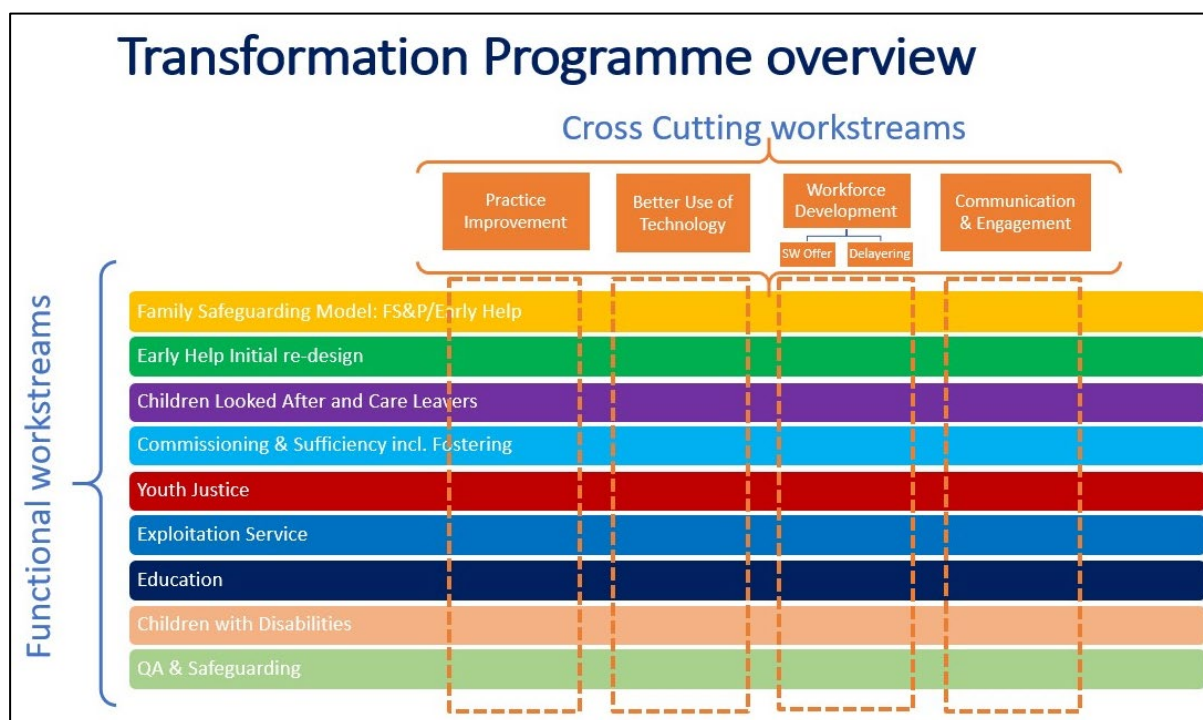 Transformation Programme overview
Cross Cutting workstreams
Practice
Improvement
Better Use of
Technology
Workforce
Development
SW Offer
Delayering
Communication
& Engagement
Functional workstreams
Family Safeguarding Model: FS&P/Early Help
Early Help Initial re-design
Children Looked After and Care Leavers
Commissioning & Sufficiency incl. Fostering
Youth Justice
Exploitation Service
Education
Children with Disabilities
QA & Safeguarding